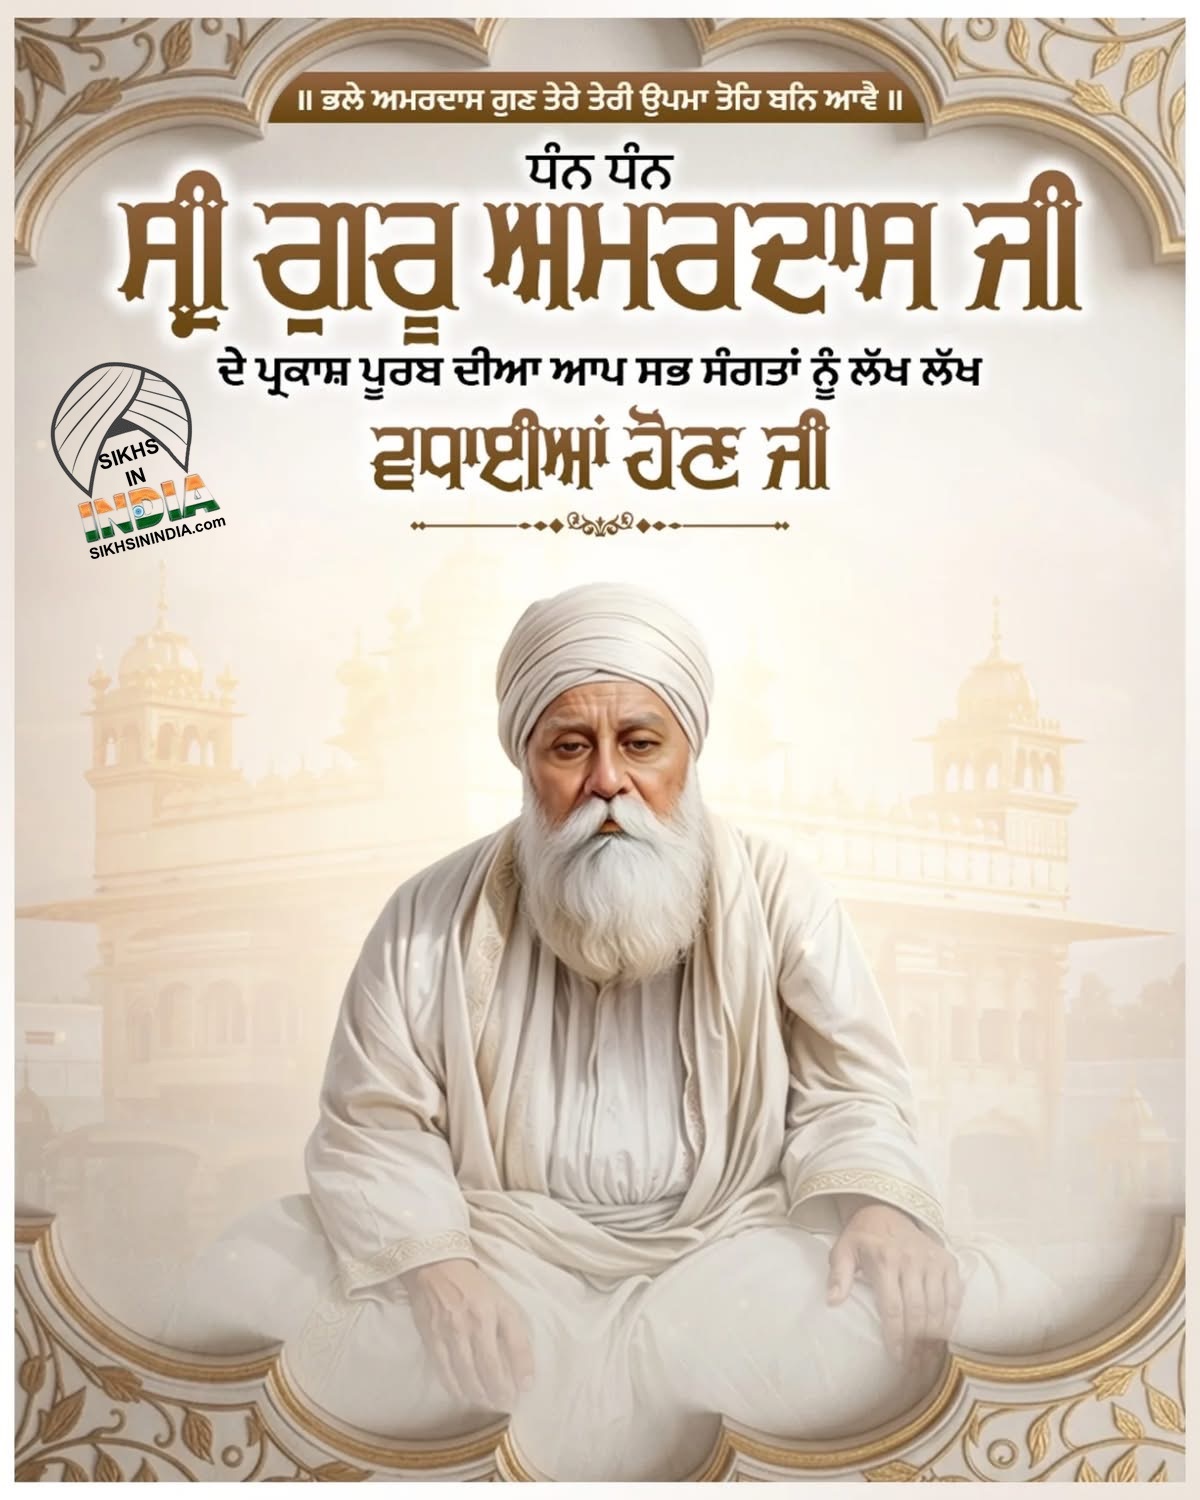 ॥ ਭਲੇ ਅਮਰਦਾਸ ਗੁਣ ਤੇਰੇ ਤੇਰੀ ਉਪਮਾ ਤੋਹਿ ਬਨਿ ਆਵੈ ॥
ਧੰਨ ਧੰਨ
ਸ੍ਰੀ ਗੁਰੂ ਅਮਰਦਾਸ ਜੀ
ਦੇ ਪ੍ਰਕਾਸ਼ ਪੂਰਬ ਦੀਆ ਆਪ ਸਭ ਸੰਗਤਾਂ ਨੂੰ ਲੱਖ ਲੱਖ
ਵਧਾਈਆਂ ਹੋਣ ਜੀ
SIKHS
IN
INDIA
SIKHSININDIA.com